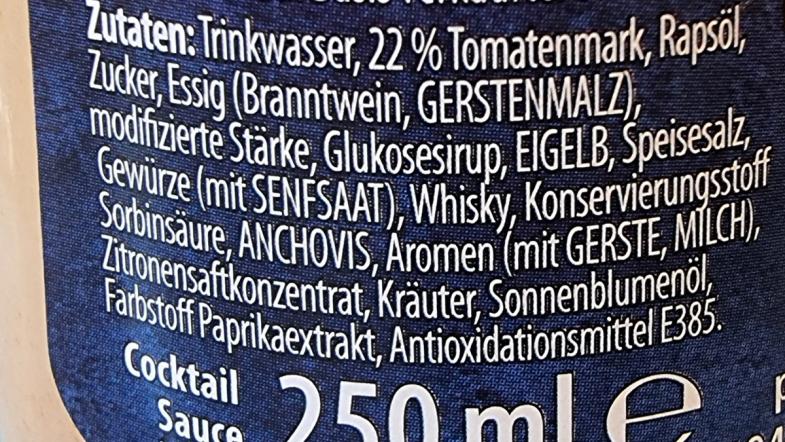 Zutaten: Trinkwasser, 22 % Tomatenmark, Rapsöl,
Zucker, Essig (Branntwein, GERSTENMALZ),
modifizierte Stärke, Glukosesirup, EIGELB, Speisesalz,
Gewürze (mit SENFSAAT), Whisky, Konservierungsstoff
Sorbinsäure, ANCHOVIS, Aromen (mit GERSTE, MILCH),
Zitronensaftkonzentrat, Kräuter, Sonnenblumenöl,
Farbstoff Paprikaextrakt, Antioxidationsmittel E385.
Cocktail
Sauce
250 ml e